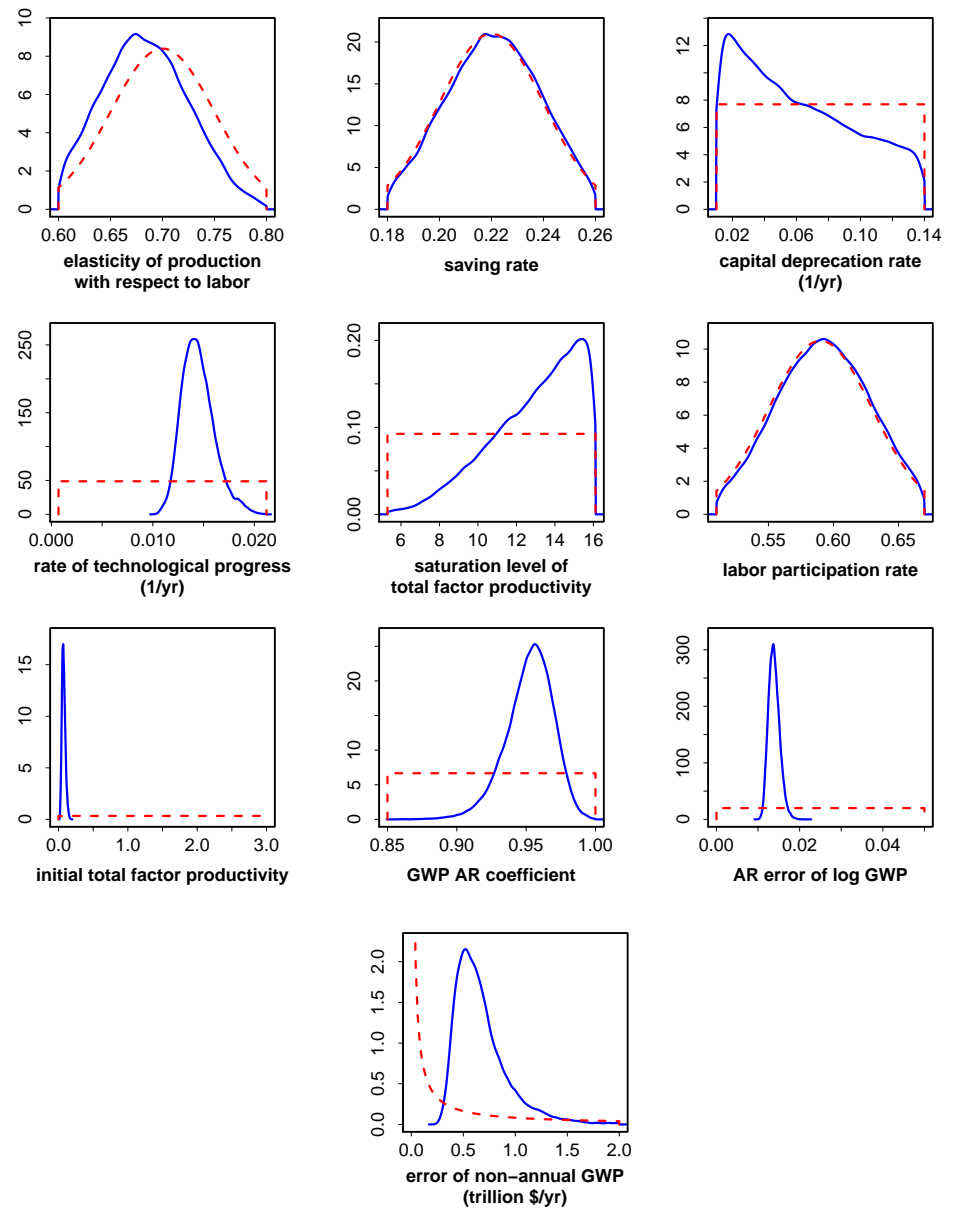 10
8
6
4
2
0
0.60 0.65 0.70 0.75 0.80
elasticity of production
with respect to labor
20
15
10
5
0
0.18 0.20 0.22 0.24 0.26
saving rate
12
8
6
4
2
0
0.02 0.06 0.10 0.14
capital deprecation rate
(1/yr)
250
150
50
0
0.000 0.010 0.020
rate of technological progress
(1/yr)
0.20
0.10
0.00
6 8 10 12 14 16
saturation level of
total factor productivity
10
8
6
4
2
0
0.55 0.60 0.65
labor participation rate
15
10
5
0
0.0 1.0 2.0 3.0
initial total factor productivity
20
10
5
0
0.85 0.90 0.95 1.00
GWP AR coefficient
300
200
100
0
0.00 0.02 0.04
AR error of log GWP
2.0
1.5
1.0
0.5
0.0
0.0 0.5 1.0 1.5 2.0
error of non−annual GWP
(trillion $/yr)